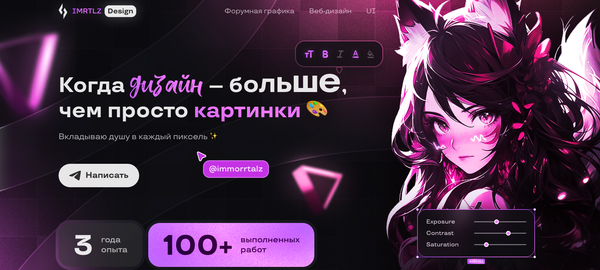 IMRTLZ Design
Форумная графика Веб-дизайн UI
тТ B I A
Когда дизайн – больше,
чем просто картинки 🎨
Вкладываю душу в каждый пиксель ✨
Написать
@immorrtalz
3 года
опыта
100+ выполненных
работ
Exposure
Contrast
Saturation